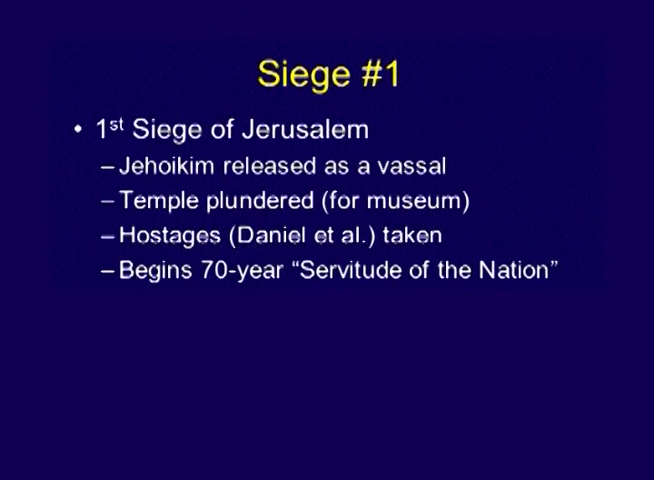 Siege #1
• 1st Siege of Jerusalem
– Jehoikim released as a vassal
– Temple plundered (for museum)
– Hostages (Daniel et al.) taken
– Begins 70-year “Servitude of the Nation”